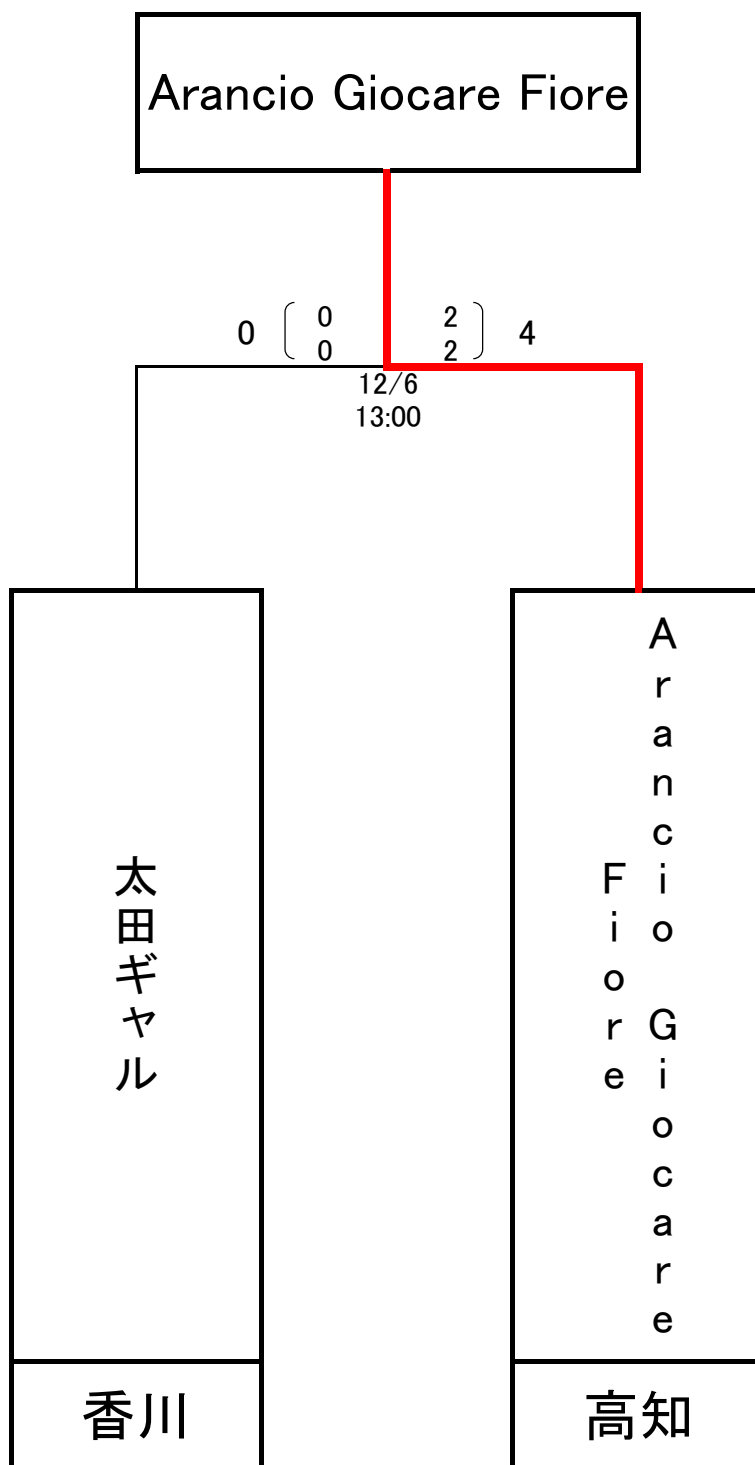 Arancio Giocare Fiore
0 0 2 4
0 2
12/6
13:00
太田ギャル
Arancio Giocare
Fiore
香川
高知